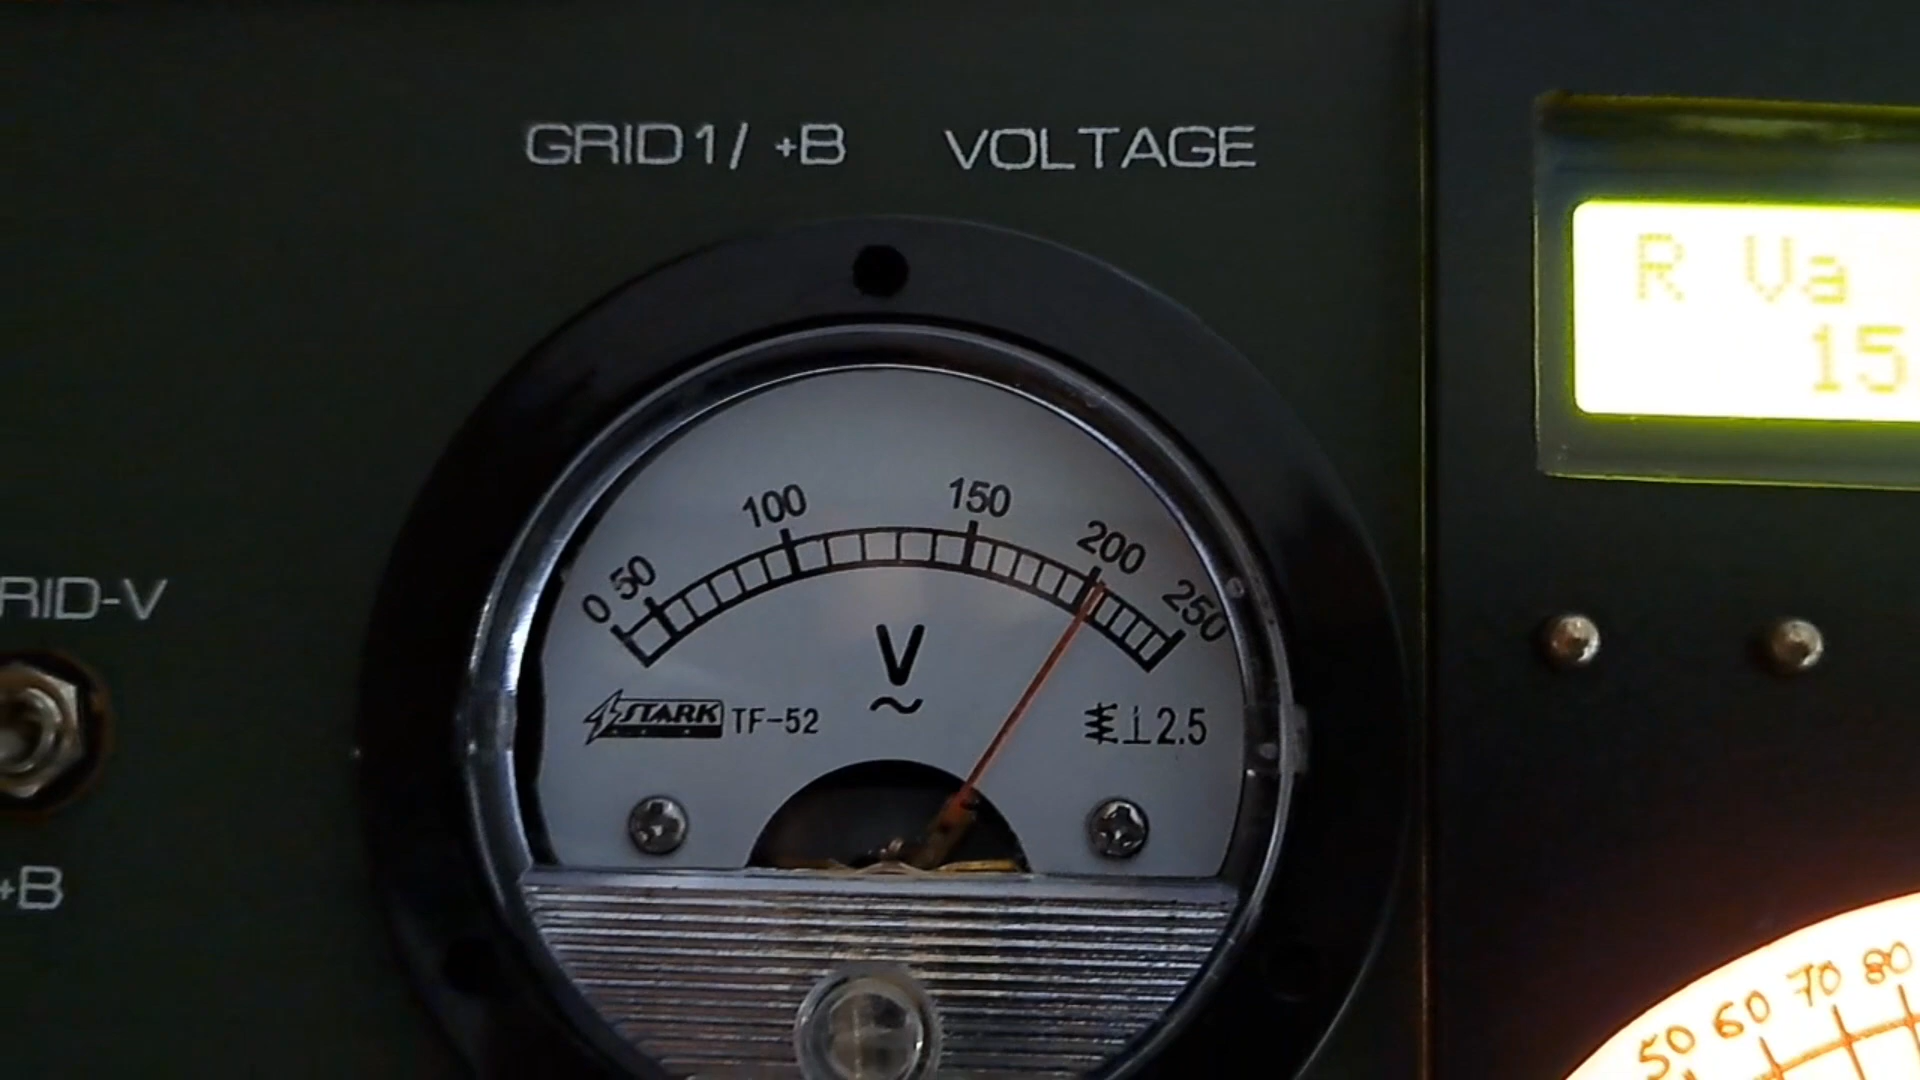 GRID1/ +B VOLTAGE
R Va
15
0 50 100 150 200 250
RID-V
V
STARK TF-52
2.5
+B
50 60 70 80